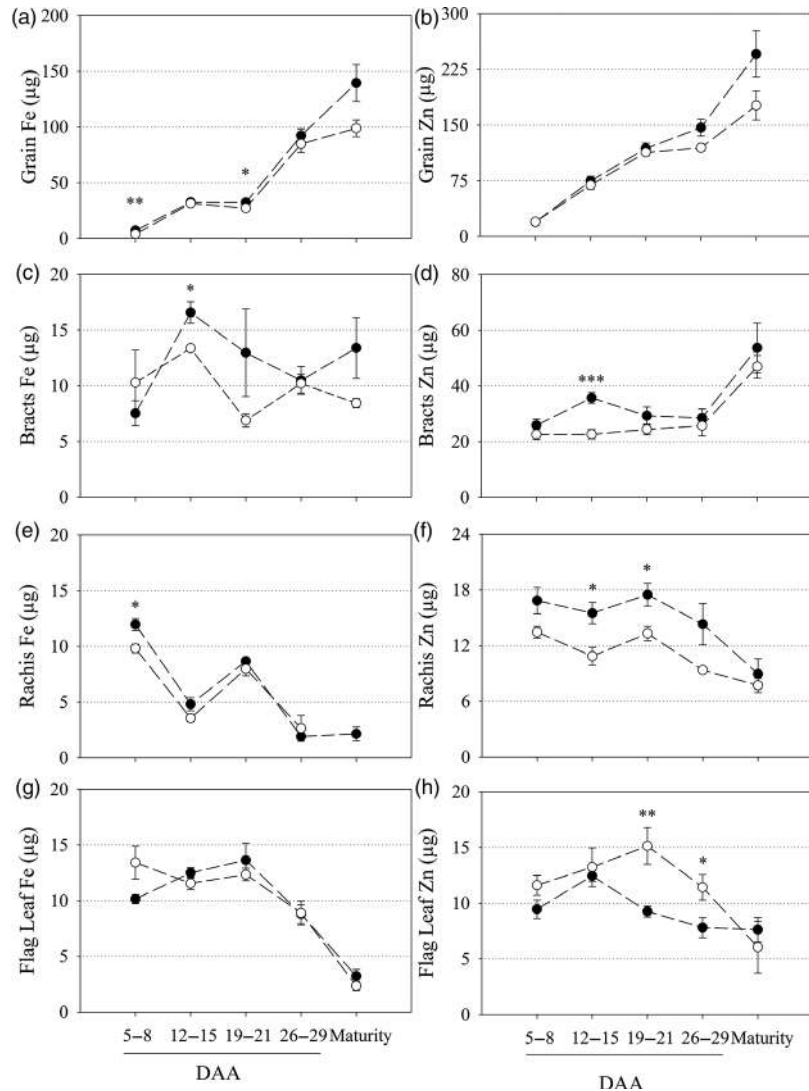 (a)
200
150
100
50
0
Grain Fe (µg)
**
*
(b)
300
225
150
75
0
Grain Zn (µg)
(c)
20
15
10
5
0
Bracts Fe (µg)
*
(d)
80
60
40
20
0
Bracts Zn (µg)
***
(e)
20
15
10
5
0
Rachis Fe (µg)
*
(f)
24
18
12
6
0
Rachis Zn (µg)
*
*
(g)
20
15
10
5
0
Flag Leaf Fe (µg)
5–8 12–15 19–21 26–29 Maturity
DAA
(h)
20
15
10
5
0
Flag Leaf Zn (µg)
**
*
5–8 12–15 19–21 26–29 Maturity
DAA